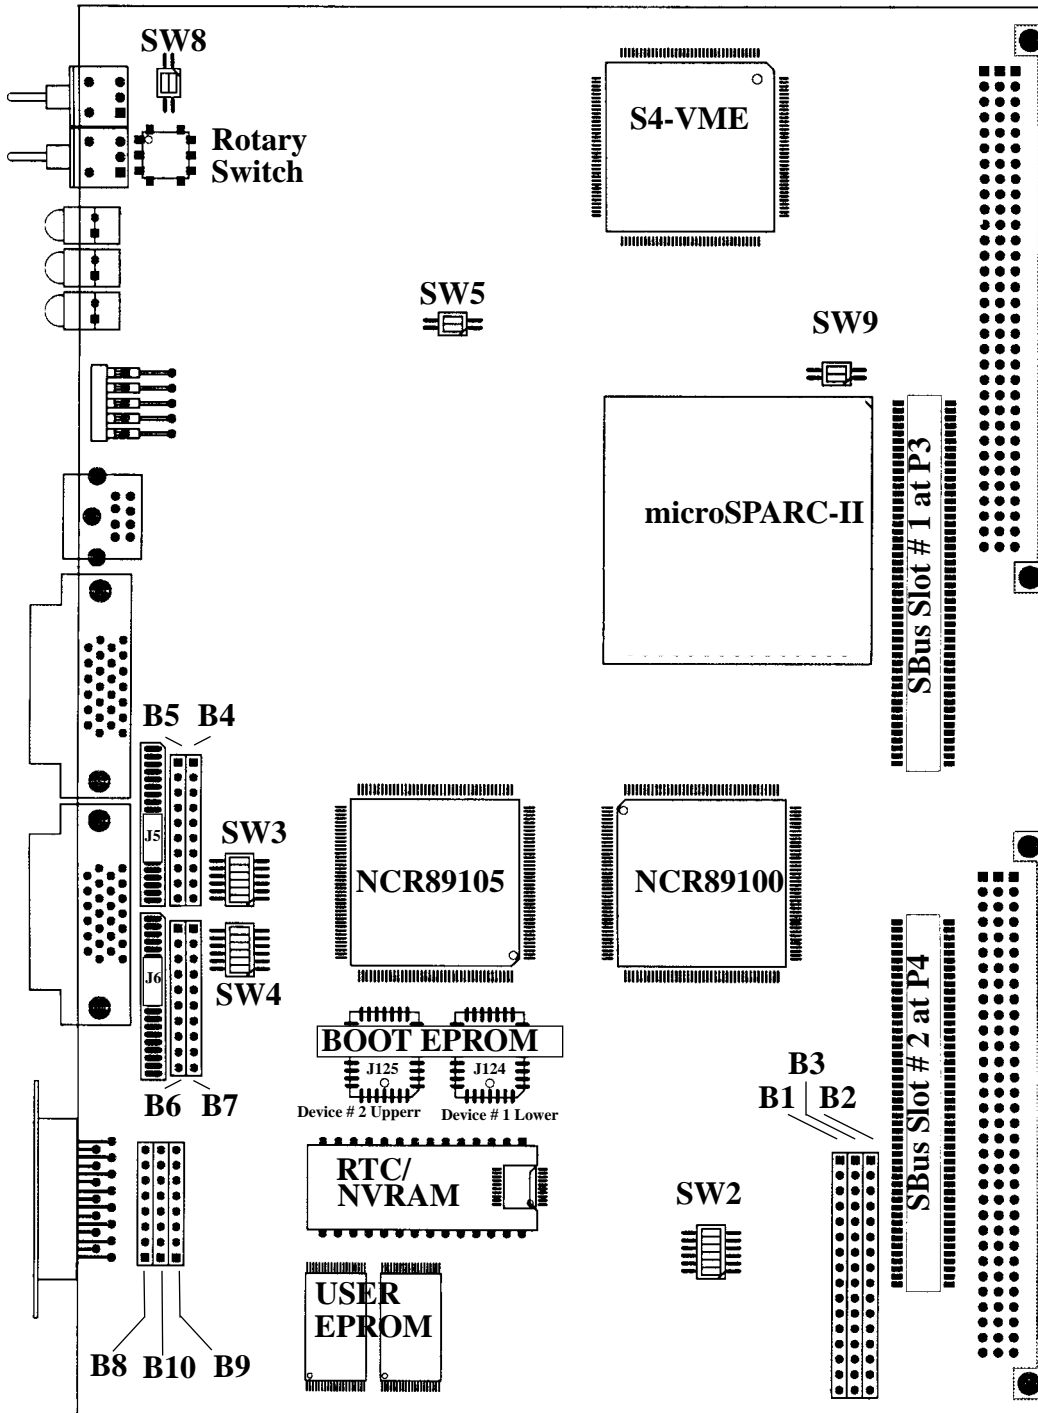 SW8
S4-VME
Rotary
Switch
SW5
SW9
microSPARC-II
SBus Slot # 1 at P3
B5
B4
J5
SW3
NCR89105
NCR89100
J6
SW4
SBus Slot # 2 at P4
BOOT EPROM
J125
J124
B3
B6
B7
Device # 2 Upperr
Device # 1 Lower
B1
B2
RTC/
NVRAM
SW2
USER
EPROM
B8
B10
B9